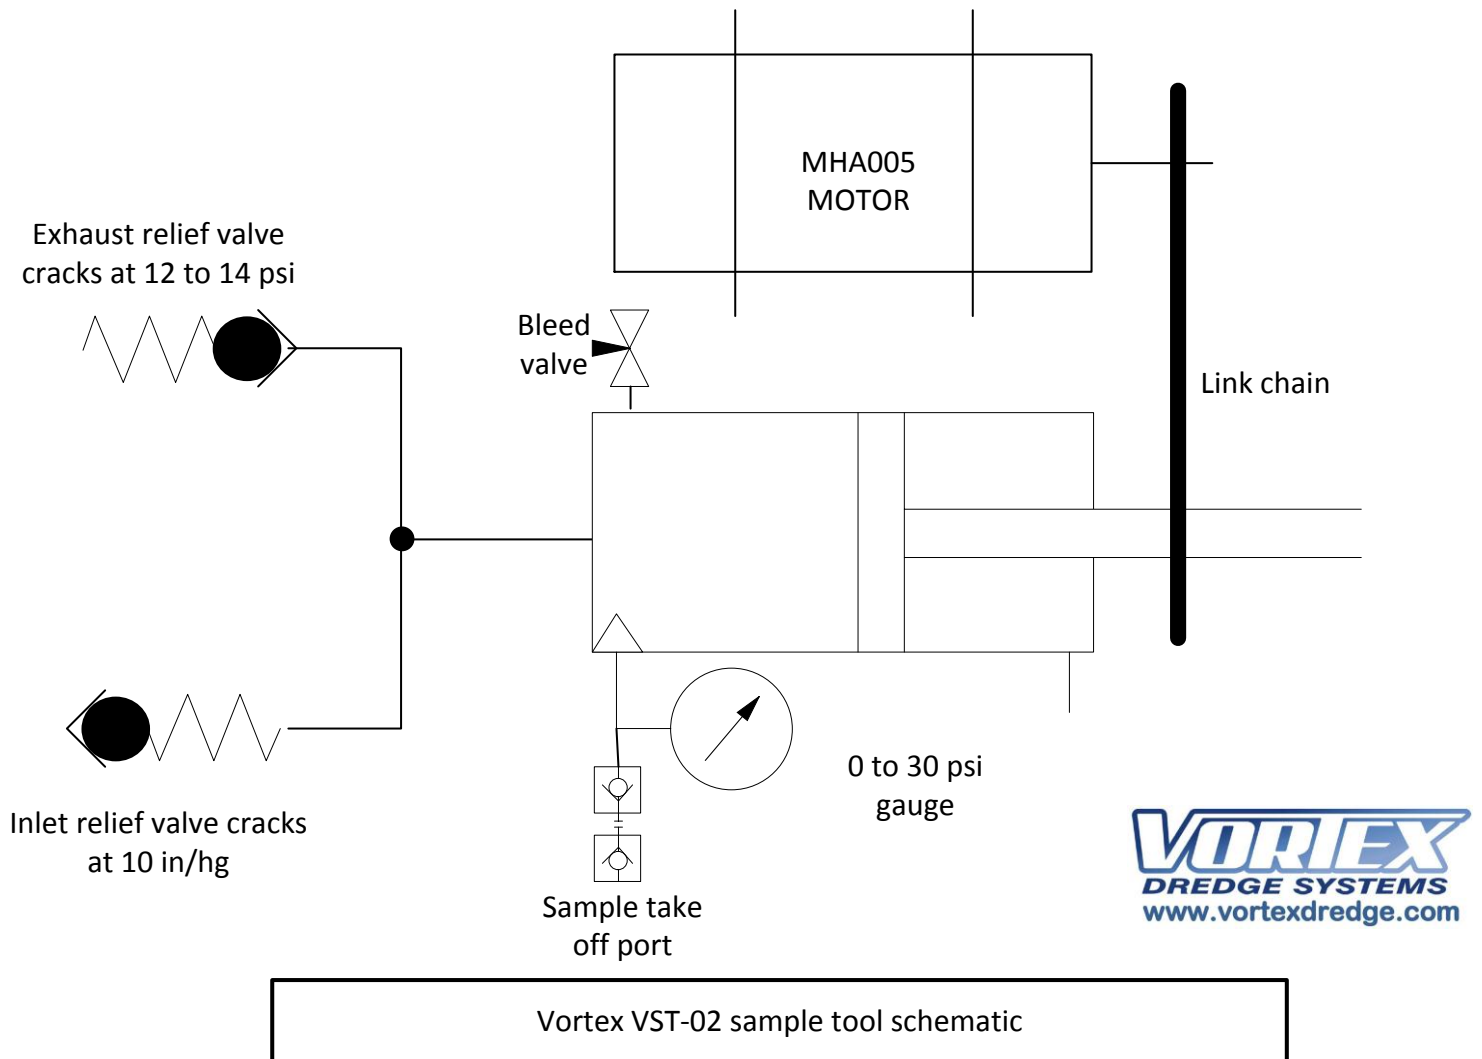 MHA005
MOTOR
Exhaust relief valve
cracks at 12 to 14 psi
Bleed
valve
Link chain
0 to 30 psi
gauge
Inlet relief valve cracks
at 10 in/hg
Sample take
off port
VORTEX
DREDGE SYSTEMS
www.vortexdredge.com
Vortex VST-02 sample tool schematic